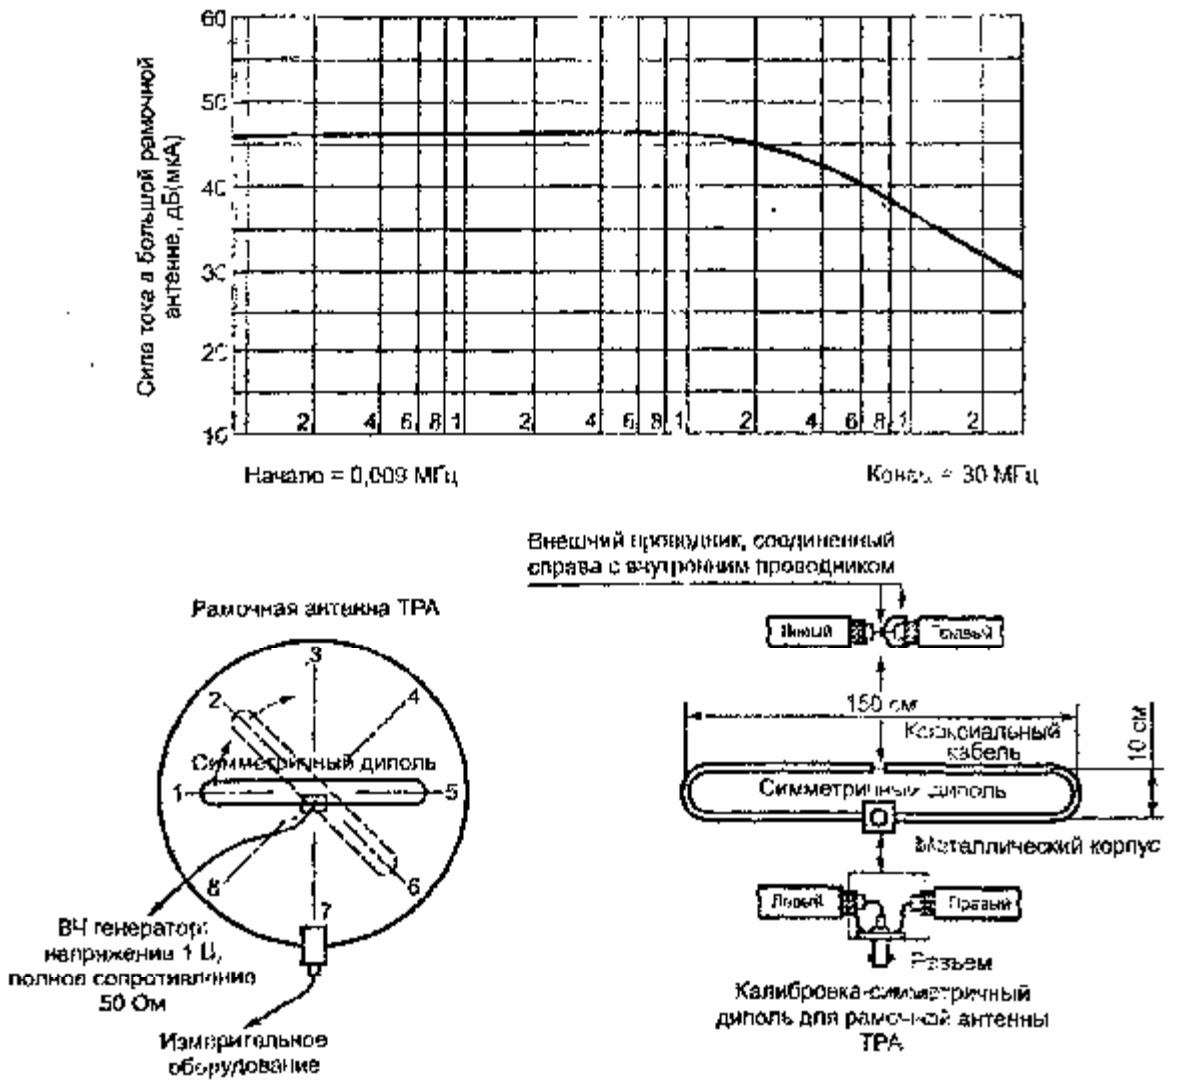 60
50
40
30
20
10
Сила тока в большой рамочной
антенне, дБ(мкА)
1 2 4 6 8 1 2 4 6 8 1 2 4 6 8 1 2
Начало = 0,009 МГц
Конец = 30 МГц
Внешний проводник, соединенный
справа с внутренним проводником
Рамочная антенна ТРА
Левый
Правый
3
2
4
150 см
Коаксиальный
кабель
10 см
Симметричный диполь
1
5
Симметричный диполь
8
6
Металлический корпус
7
Левый
Правый
ВЧ генератор:
напряжение 1 В,
полное сопротивление
50 Ом
Разъем
Калибровка-симметричный
диполь для рамочной антенны
ТРА
Измерительное
оборудование